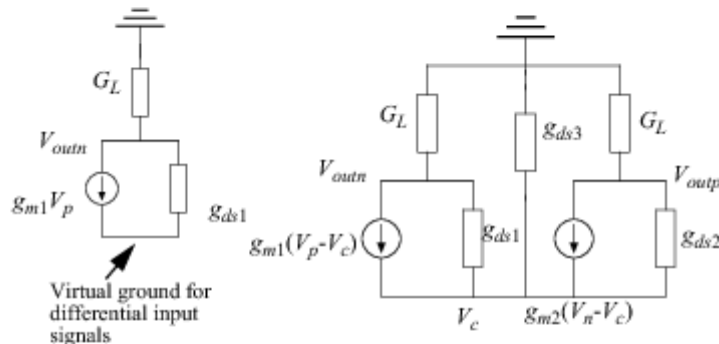 G_L
V_outn
g_m1V_p
g_ds1
Virtual ground for
differential input
signals
G_L
g_ds3
G_L
V_outn
V_outp
g_m1(V_p-V_c)
g_ds1
g_ds2
V_c
g_m2(V_n-V_c)